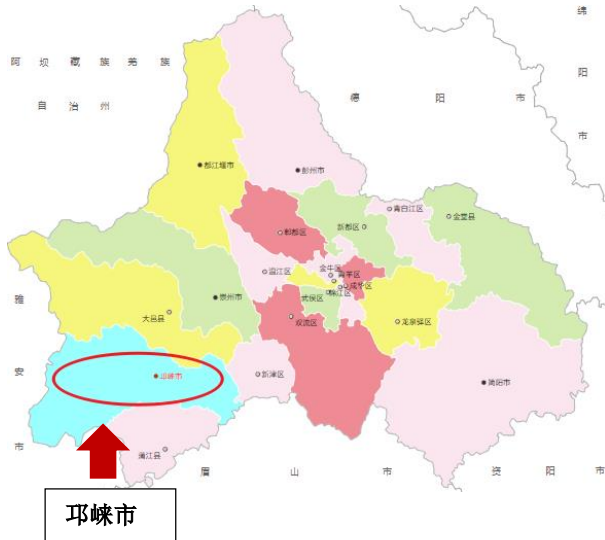 绵
阳
市
阿坝藏族羌族
自治州
德阳市
都江堰市
彭州市
青白江区
金堂县
新都区
郫都区
温江区
金牛区
成华区
锦江区
武侯区
崇州市
大邑县
双流区
龙泉驿区
雅
安
市
邛崃市
新津区
简阳市
蒲江县
眉山市
资阳市
邛崃市